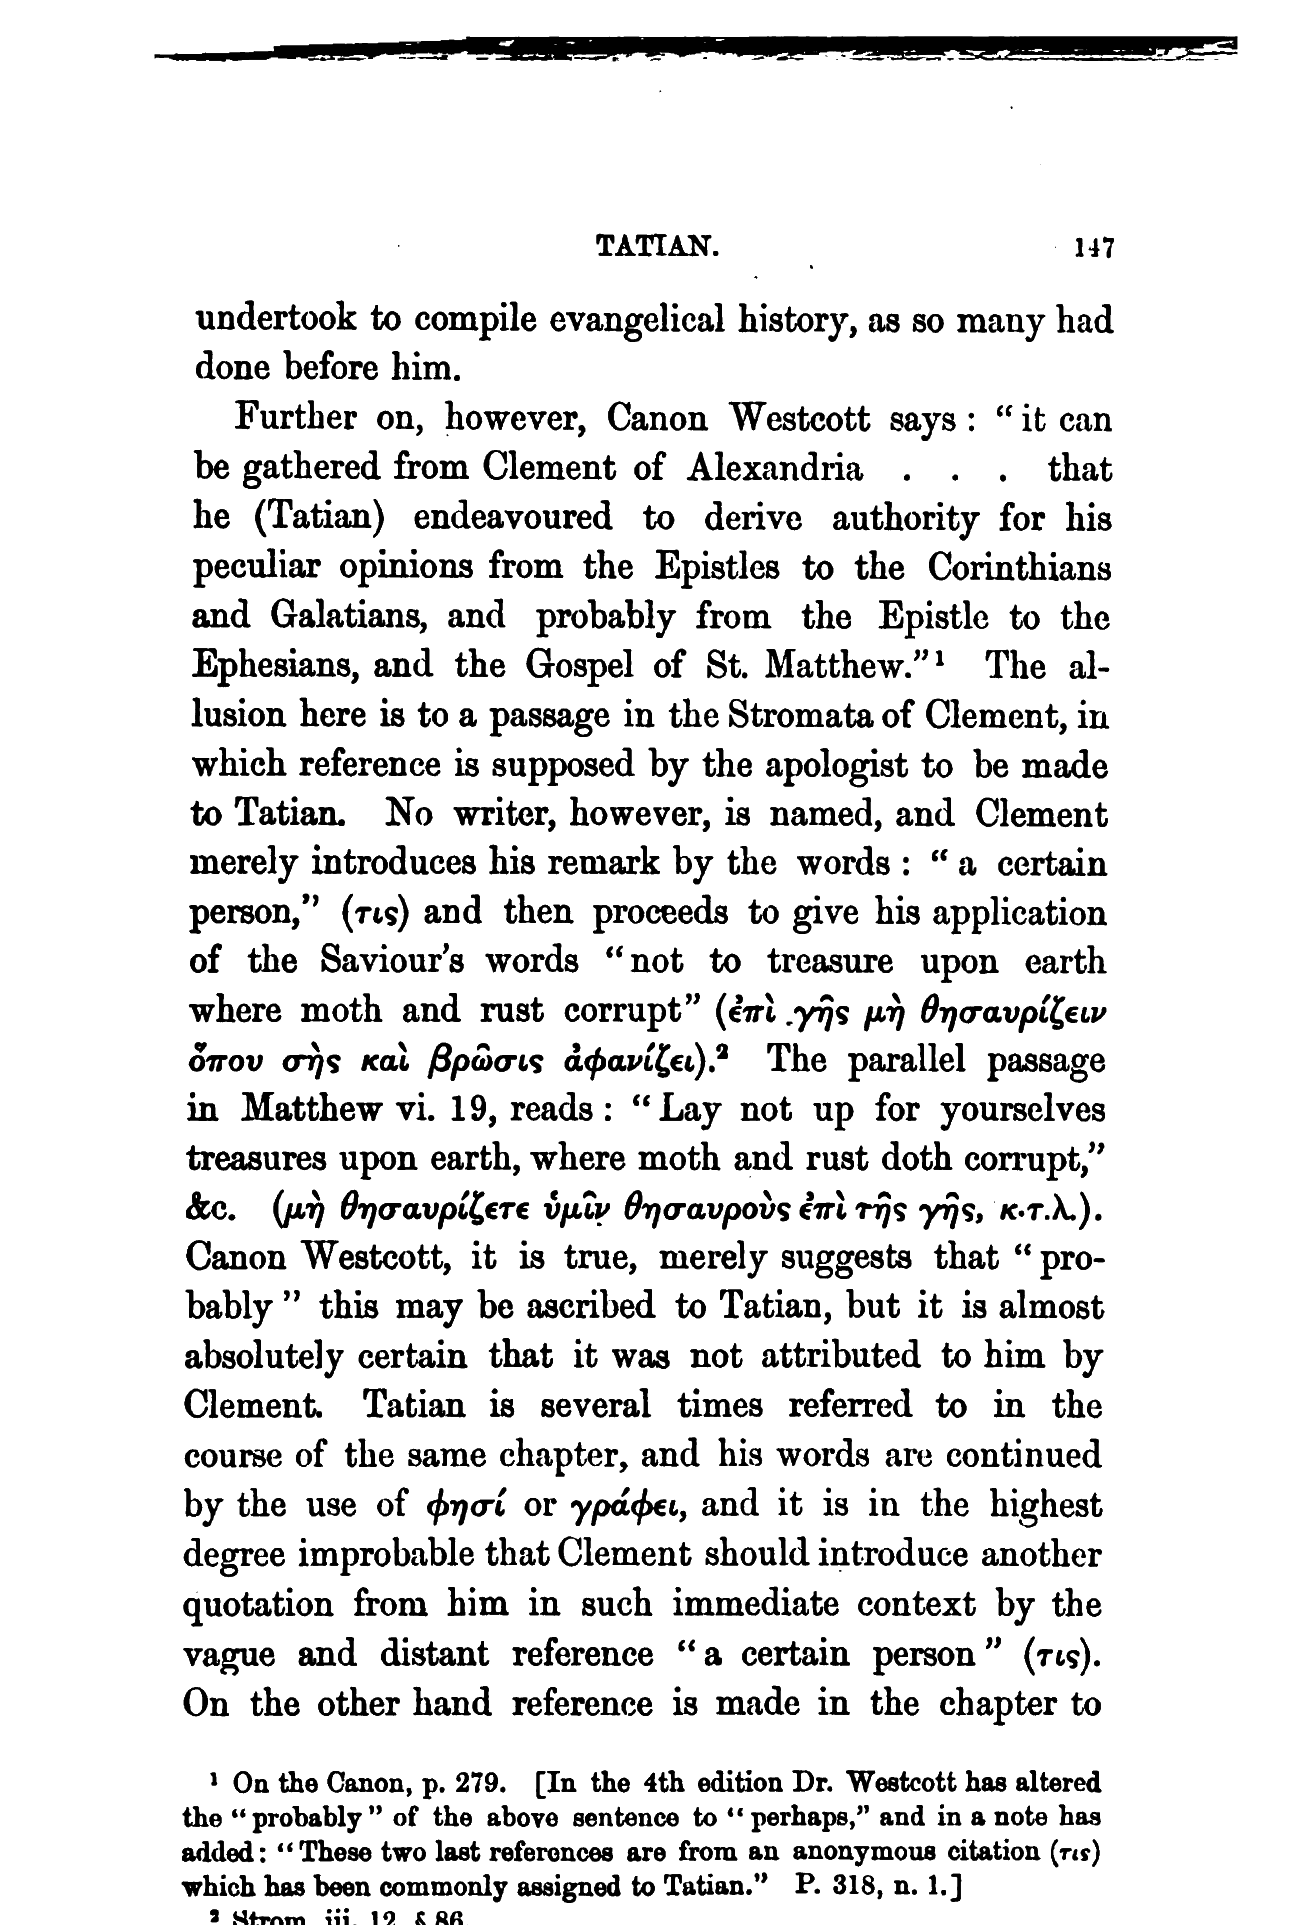 TATIAN. 147
undertook to compile evangelical history, as so many had
done before him.
Further on, however, Canon Westcott says : “ it can
be gathered from Clement of Alexandria . . . that
he (Tatian) endeavoured to derive authority for his
peculiar opinions from the Epistles to the Corinthians
and Galatians, and probably from the Epistle to the
Ephesians, and the Gospel of St. Matthew.”¹ The al-
lusion here is to a passage in the Stromata of Clement, in
which reference is supposed by the apologist to be made
to Tatian. No writer, however, is named, and Clement
merely introduces his remark by the words : “ a certain
person,” (τις) and then proceeds to give his application
of the Saviour’s words “not to treasure upon earth
where moth and rust corrupt” (ἐπὶ γῆς μὴ θησαυρίζειν
ὅπου σὴς καὶ βρῶσις ἀφανίζει).² The parallel passage
in Matthew vi. 19, reads : “ Lay not up for yourselves
treasures upon earth, where moth and rust doth corrupt,”
&c. (μὴ θησαυρίζετε ὑμῖν θησαυροὺς ἐπὶ τῆς γῆς, κ.τ.λ.).
Canon Westcott, it is true, merely suggests that “ pro-
bably ” this may be ascribed to Tatian, but it is almost
absolutely certain that it was not attributed to him by
Clement. Tatian is several times referred to in the
course of the same chapter, and his words are continued
by the use of φησί or γράφει, and it is in the highest
degree improbable that Clement should introduce another
quotation from him in such immediate context by the
vague and distant reference “ a certain person ” (τις).
On the other hand reference is made in the chapter to
¹ On the Canon, p. 279. [In the 4th edition Dr. Westcott has altered
the “ probably ” of the above sentence to “ perhaps,” and in a note has
added : “ These two last references are from an anonymous citation (τις)
which has been commonly assigned to Tatian.” P. 318, n. 1.]
² Strom. iii. 12, § 86.